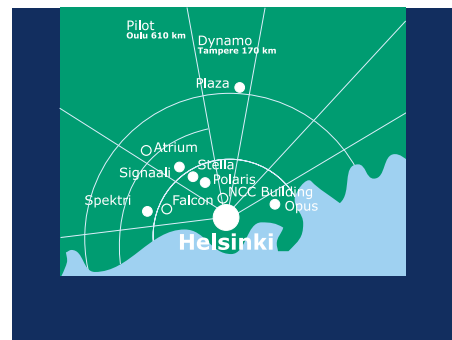 Pilot
Oulu 610 km
Dynamo
Tampere 170 km
Plaza
Atrium
Stella
Signaali
Polaris
NCC Building
Spektri
Falcon
Opus
Helsinki